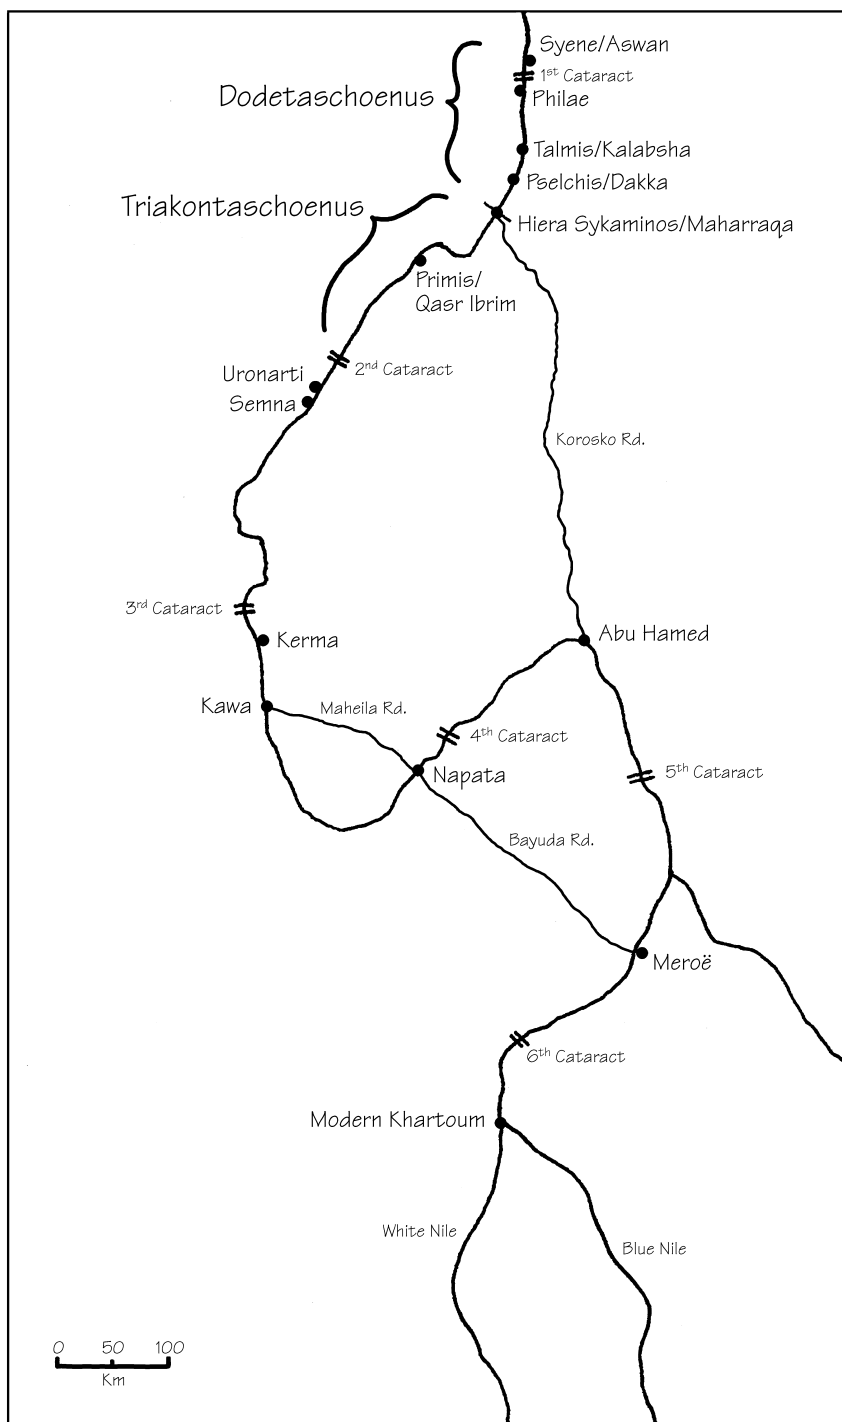 Syene/Aswan
1st Cataract
Dodetaschoenus
Philae
Talmis/Kalabsha
Pselchis/Dakka
Triakontaschoenus
Hiera Sykaminos/Maharraqa
Primis/
Qasr Ibrim
2nd Cataract
Uronarti
Semna
Korosko Rd.
3rd Cataract
Kerma
Abu Hamed
Kawa
Maheila Rd.
4th Cataract
Napata
5th Cataract
Bayuda Rd.
Meroë
6th Cataract
Modern Khartoum
White Nile
Blue Nile
0 50 100
Km